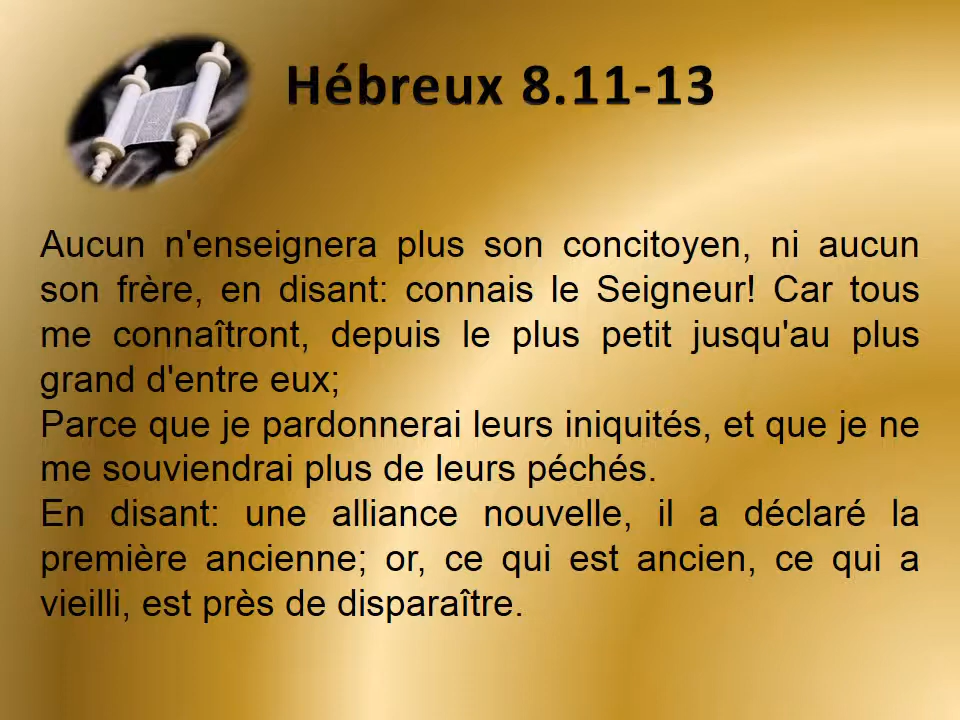 Hébreux 8.11-13
Aucun n'enseignera plus son concitoyen, ni aucun
son frère, en disant: connais le Seigneur! Car tous
me connaîtront, depuis le plus petit jusqu'au plus
grand d'entre eux;
Parce que je pardonnerai leurs iniquités, et que je ne
me souviendrai plus de leurs péchés.
En disant: une alliance nouvelle, il a déclaré la
première ancienne; or, ce qui est ancien, ce qui a
vieilli, est près de disparaître.